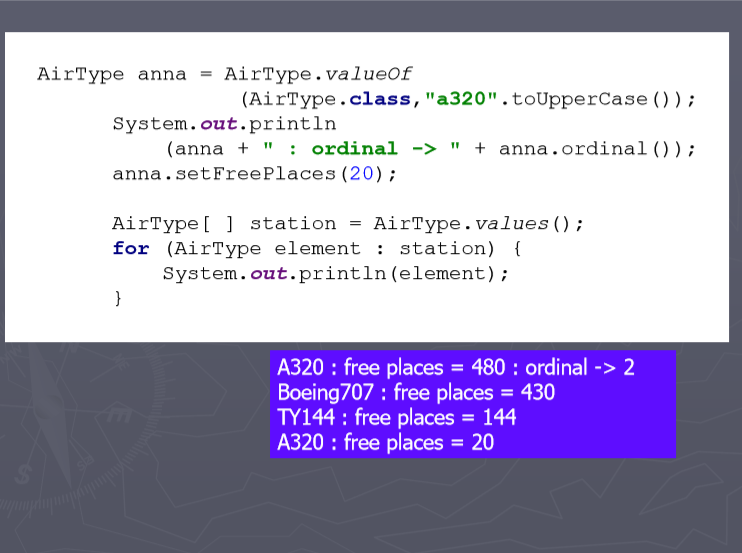 AirType anna = AirType.valueOf
(AirType.class,"a320".toUpperCase());
System.out.println
(anna + " : ordinal -> " + anna.ordinal());
anna.setFreePlaces(20);
AirType[ ] station = AirType.values();
for (AirType element : station) {
System.out.println(element);
}
A320 : free places = 480 : ordinal -> 2
Boeing707 : free places = 430
TY144 : free places = 144
A320 : free places = 20
E
S